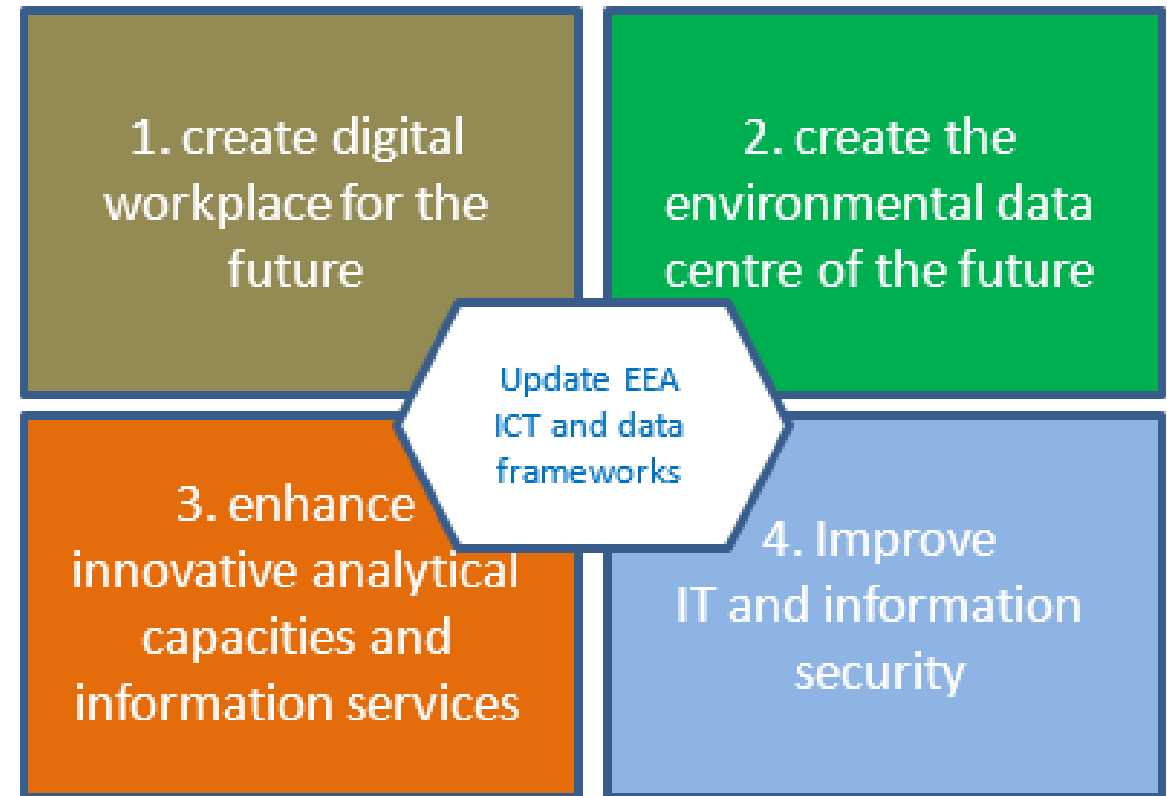 1. create digital
workplace for the
future
2. create the
environmental data
centre of the future
Update EEA
ICT and data
frameworks
3. enhance
innovative analytical
capacities and
information services
4. Improve
IT and information
security